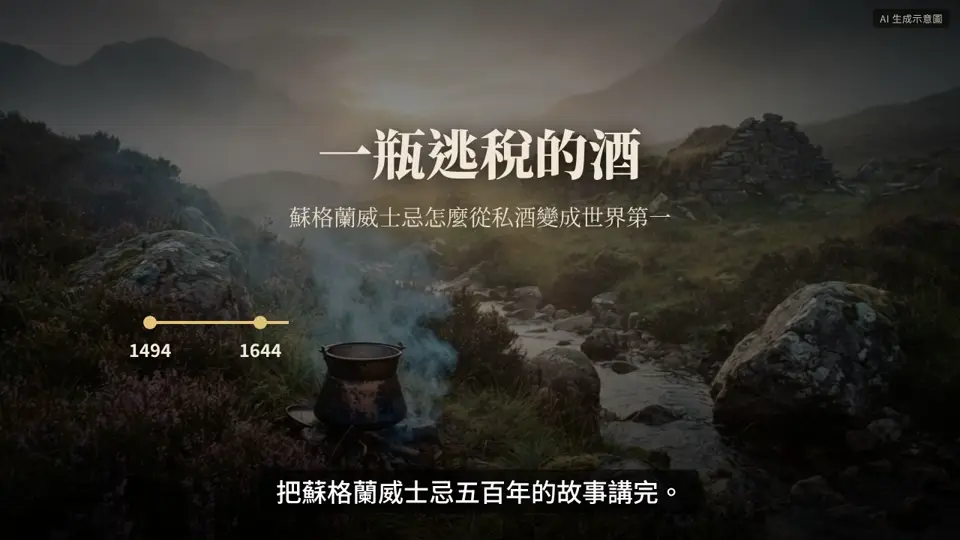 AI 生成示意圖
一瓶逃稅的酒
蘇格蘭威士忌怎麼從私酒變成世界第一
1494
1644
把蘇格蘭威士忌五百年的故事講完。